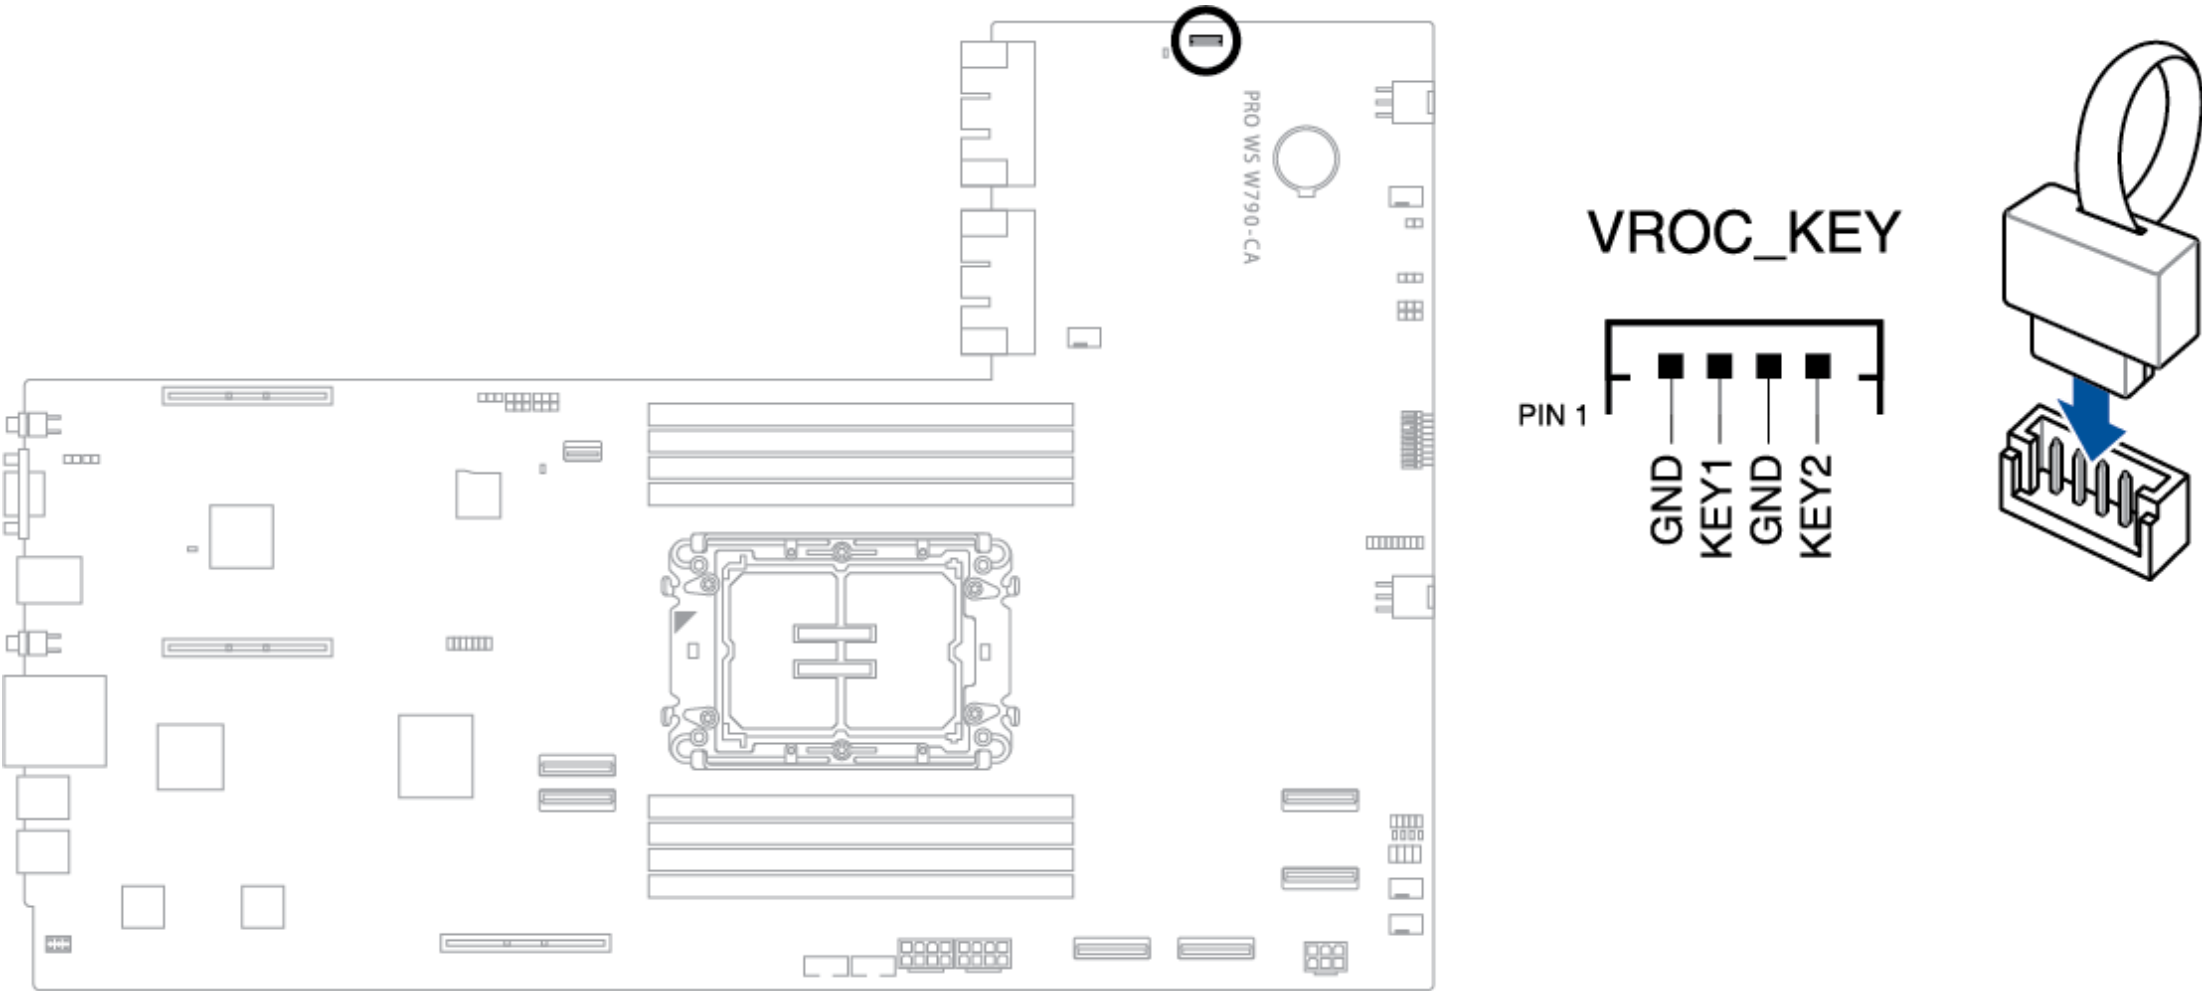 PRO WS W790-CA
VROC_KEY
PIN 1
GND
KEY1
GND
KEY2